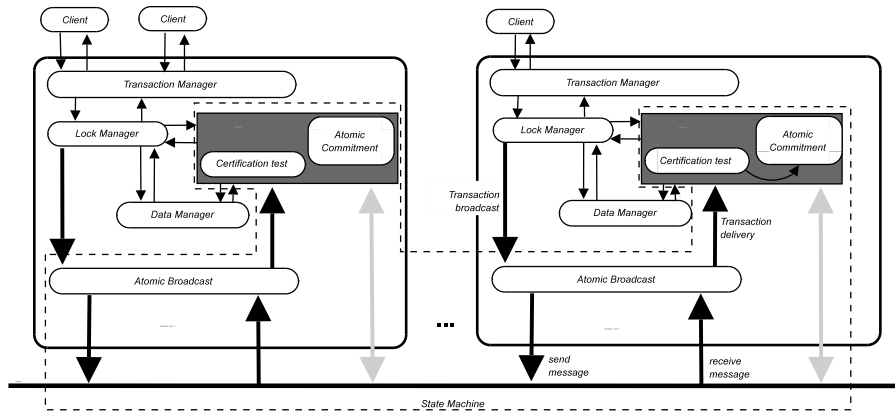 Client
Client
Transaction Manager
Lock Manager
Atomic
Commitment
Certification test
Data Manager
Atomic Broadcast
Client
Transaction Manager
Lock Manager
Atomic
Commitment
Certification test
Transaction
broadcast
Data Manager
Transaction
delivery
Atomic Broadcast
...
send
message
receive
message
State Machine